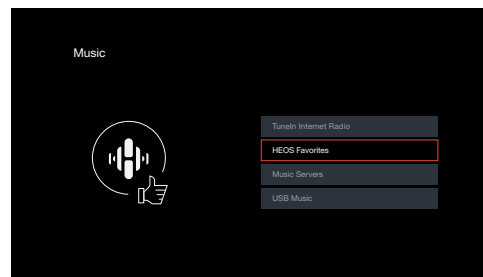 Music
TuneIn Internet Radio
HEOS Favorites
Music Servers
USB Music